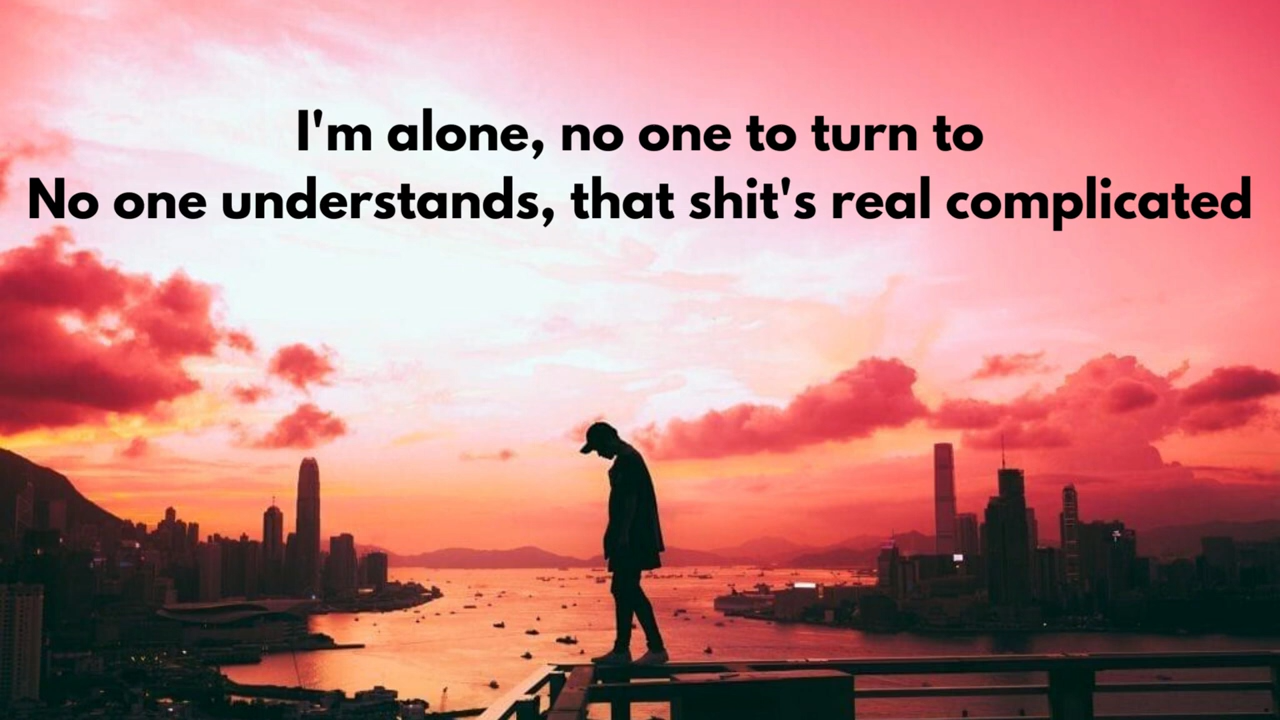 I'm alone, no one to turn to
No one understands, that shit's real complicated